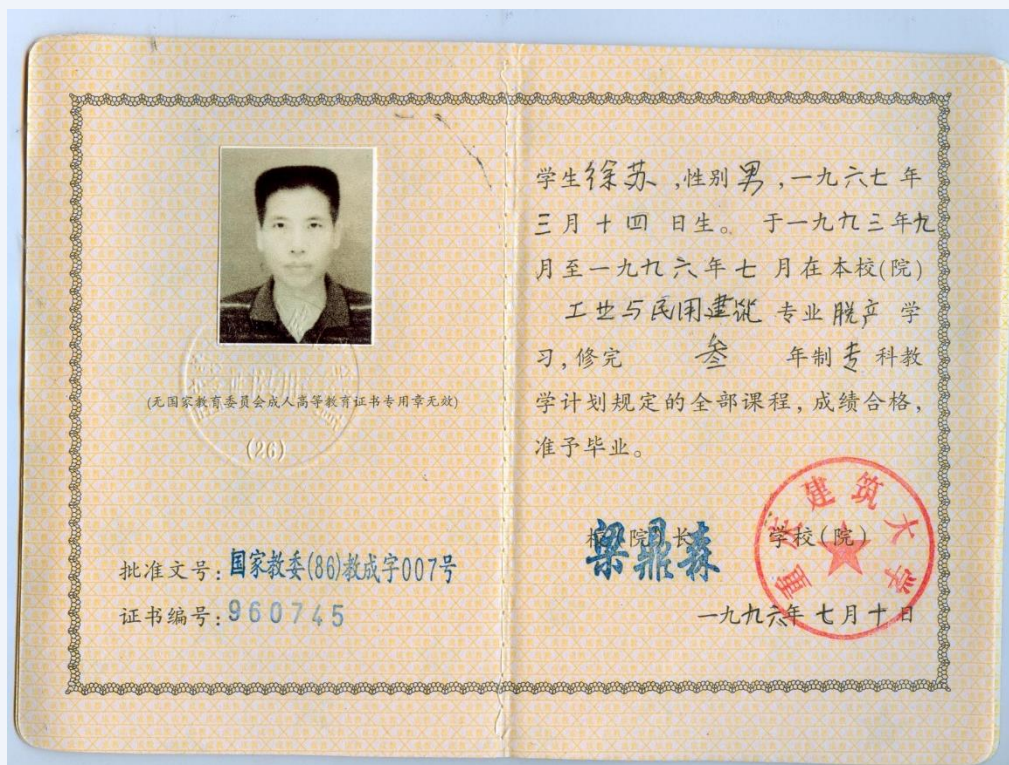 (无国家教育委员会成人高等教育证书专用章无效)
(26)
批准文号:国家教委(86)教成字007号
证书编号:960745
学生徐苏,性别男,一九六七年
三月十四日生。于一九九三年九
月至一九九六年七月在本校(院)
工业与民用建筑专业脱产学
习,修完叁年制专科教
学计划规定的全部课程,成绩合格,
准予毕业。
校(院)长 学校(院)
梁鼎森
重庆建筑大学
一九九六年七月十日